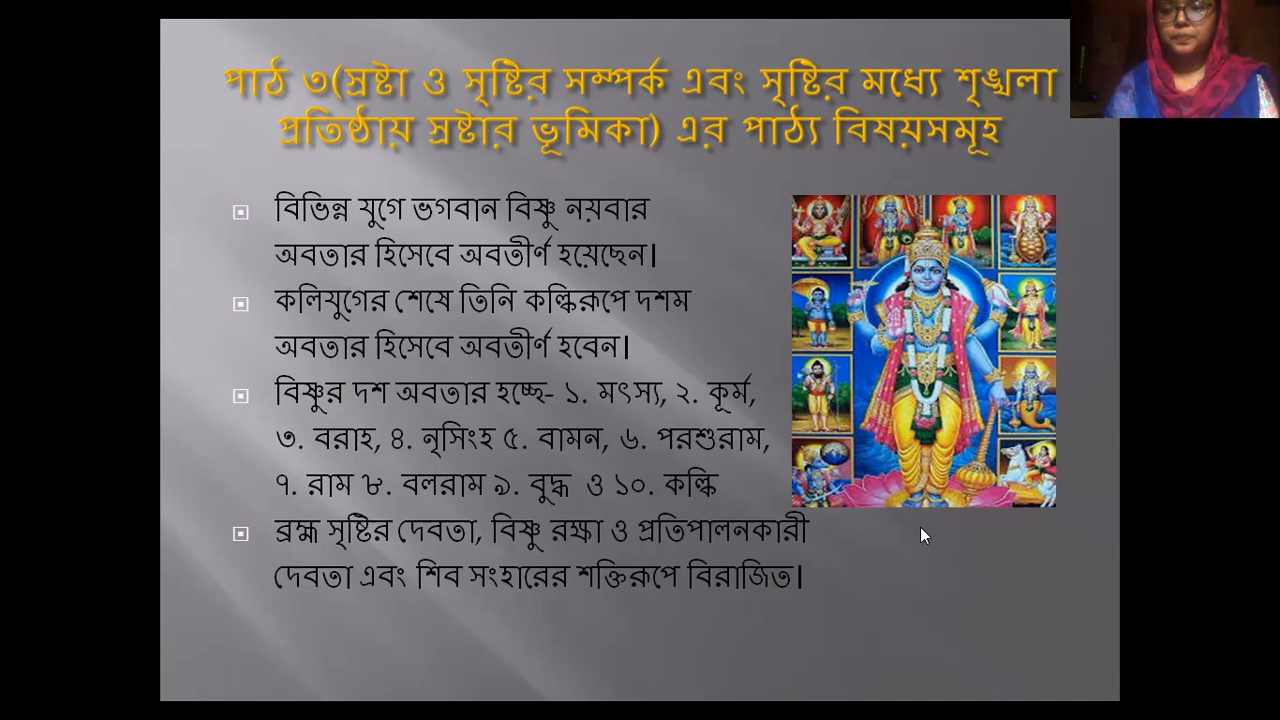 পাঠ ৩(স্রষ্টা ও সৃষ্টির সম্পর্ক এবং সৃষ্টির মধ্যে শৃঙ্খলা
প্রতিষ্ঠায় স্রষ্টার ভূমিকা) এর পাঠ্য বিষয়সমূহ
বিভিন্ন যুগে ভগবান বিষ্ণু নয়বার
অবতার হিসেবে অবতীর্ণ হয়েছেন।
কলিযুগের শেষে তিনি কল্কিরূপে দশম
অবতার হিসেবে অবতীর্ণ হবেন।
বিষ্ণুর দশ অবতার হচ্ছে- ১. মৎস্য, ২. কূর্ম,
৩. বরাহ, ৪. নৃসিংহ ৫. বামন, ৬. পরশুরাম,
৭. রাম ৮. বলরাম ৯. বুদ্ধ ও ১০. কল্কি
ব্রহ্ম সৃষ্টির দেবতা, বিষ্ণু রক্ষা ও প্রতিপালনকারী
দেবতা এবং শিব সংহারের শক্তিরূপে বিরাজিত।